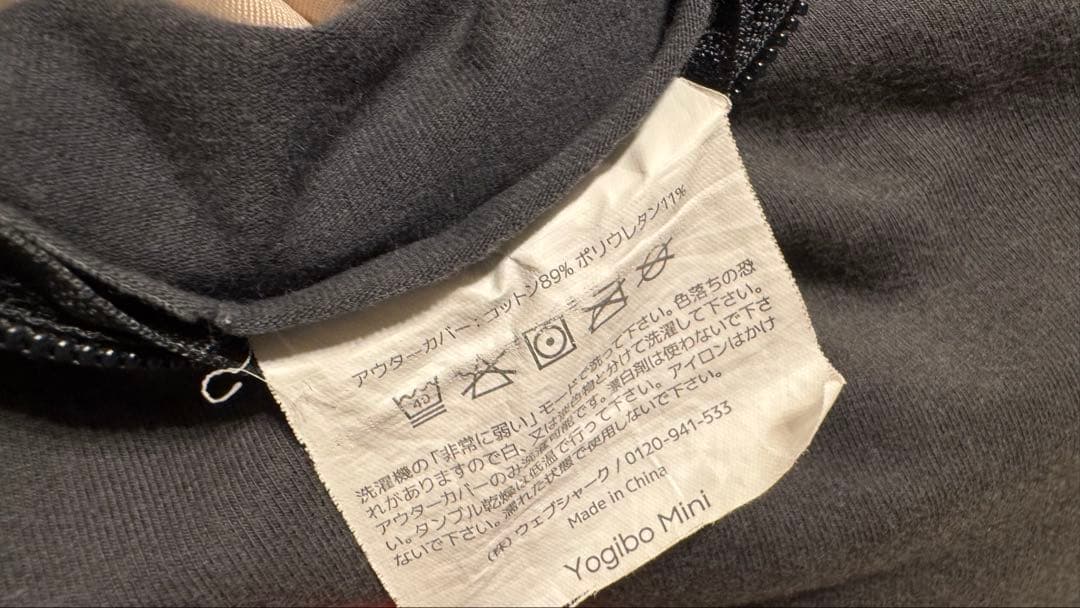 アウターカバー：コットン89% ポリウレタン11%
40
洗濯機の「非常に弱い」モードで洗って下さい。色落ちの恐
れがありますので白、又は淡色物と分けて洗濯して下さい。
アウターカバーのみ洗濯可能です。漂白剤は使わないで下さ
い。タンブル乾燥は低温で行って下さい。アイロンはかけ
ないで下さい。濡れた状態で使用しないで下さい。
(株) ウェブシャーク / 0120-941-533
Made in China
Yogibo Mini